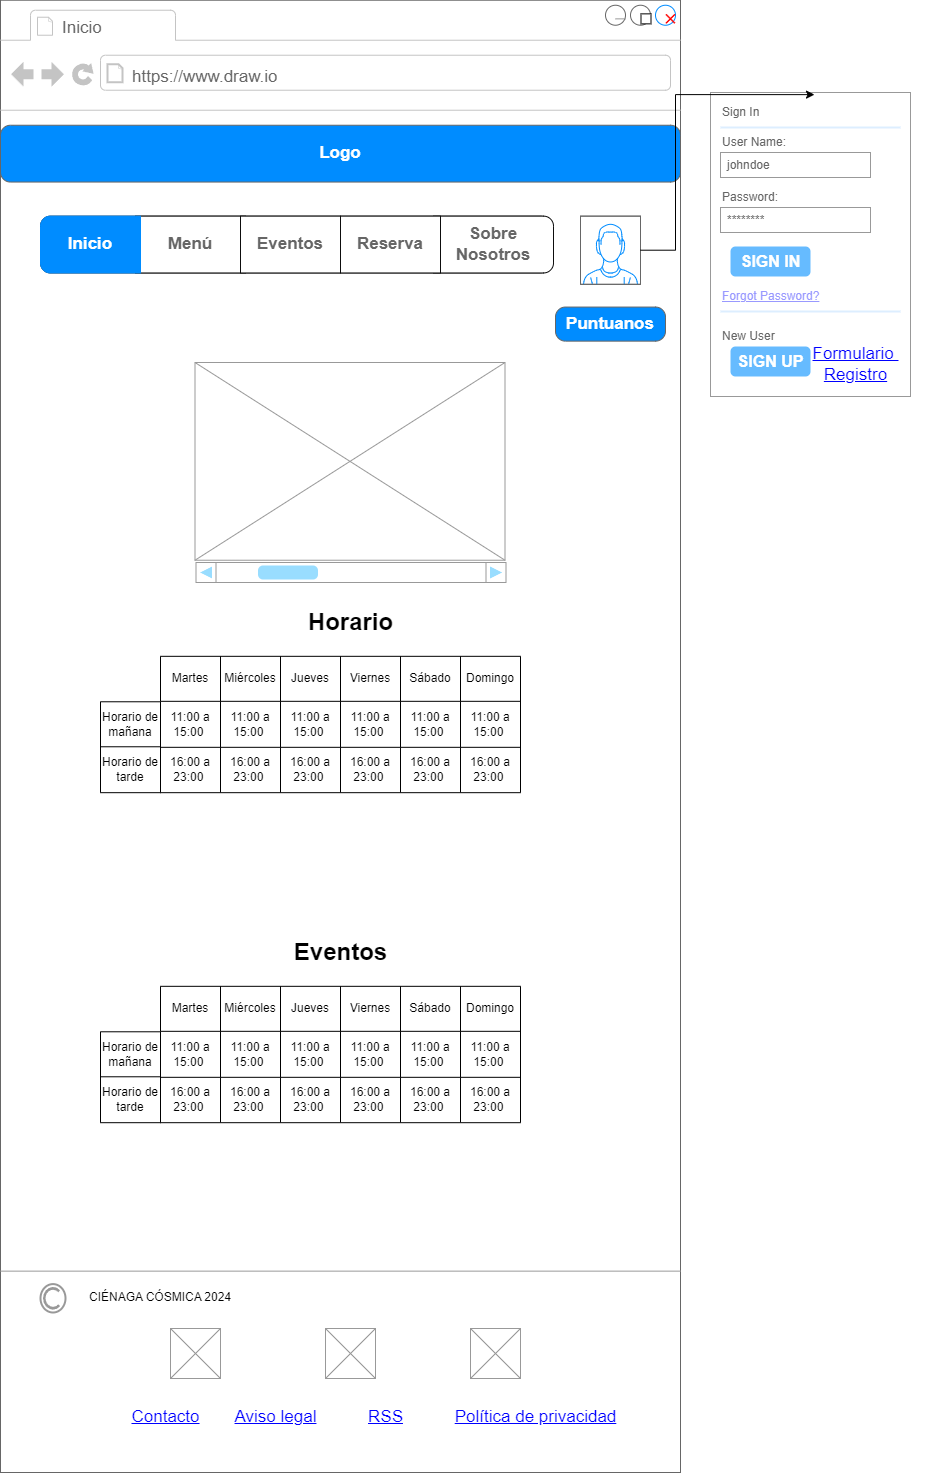 Inicio
https://www.draw.io
Logo
Inicio
Menú
Eventos
Reserva
Sobre
Nosotros
Puntuanos
Sign In
User Name:
johndoe
Password:
********
SIGN IN
Forgot Password?
New User
SIGN UP
Formulario
Registro
Horario
Martes Miércoles Jueves Viernes Sábado Domingo
Horario de 11:00 a 11:00 a 11:00 a 11:00 a 11:00 a 11:00 a
mañana 15:00 15:00 15:00 15:00 15:00 15:00
Horario de 16:00 a 16:00 a 16:00 a 16:00 a 16:00 a 16:00 a
tarde 23:00 23:00 23:00 23:00 23:00 23:00
Eventos
Martes Miércoles Jueves Viernes Sábado Domingo
Horario de 11:00 a 11:00 a 11:00 a 11:00 a 11:00 a 11:00 a
mañana 15:00 15:00 15:00 15:00 15:00 15:00
Horario de 16:00 a 16:00 a 16:00 a 16:00 a 16:00 a 16:00 a
tarde 23:00 23:00 23:00 23:00 23:00 23:00
© CIÉNAGA CÓSMICA 2024
Contacto Aviso legal RSS Política de privacidad